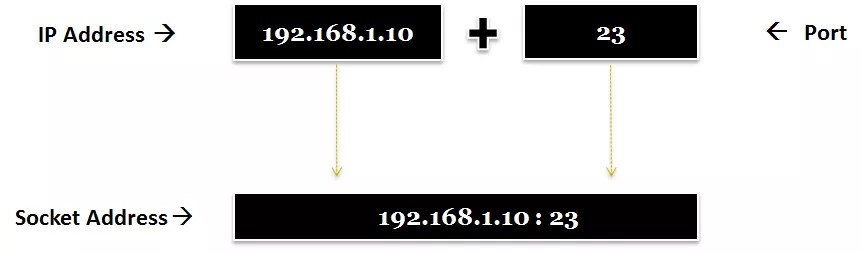 IP Address → 192.168.1.10 + 23 ← Port
Socket Address → 192.168.1.10 : 23